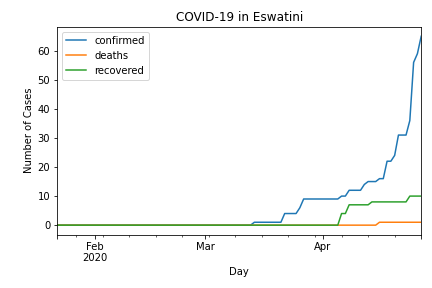 COVID-19 in Eswatini
confirmed
deaths
recovered
Number of Cases
60
50
40
30
20
10
0
Feb
2020
Mar
Apr
Day